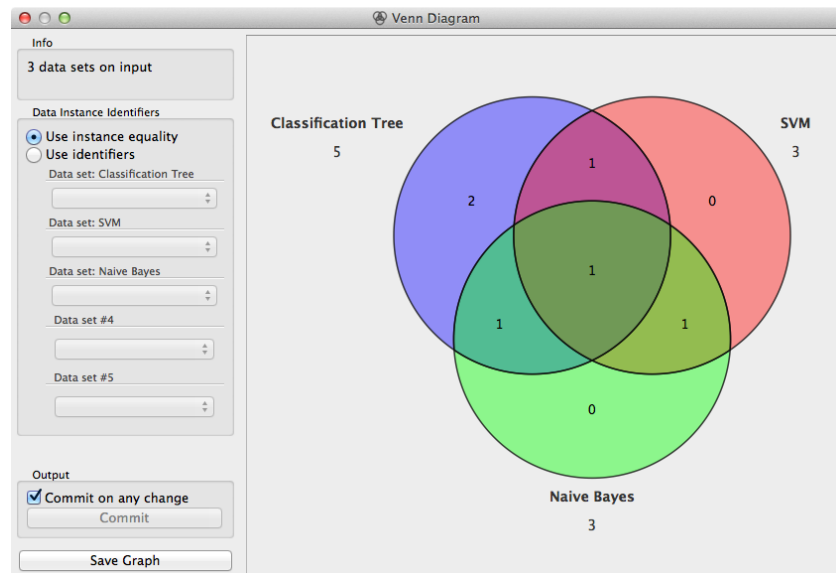 Venn Diagram
Info
3 data sets on input
Data Instance Identifiers
Use instance equality
Use identifiers
Data set: Classification Tree
Data set: SVM
Data set: Naive Bayes
Data set #4
Data set #5
Output
Commit on any change
Commit
Save Graph
Classification Tree
5
SVM
3
1
2
0
1
1
1
0
Naive Bayes
3